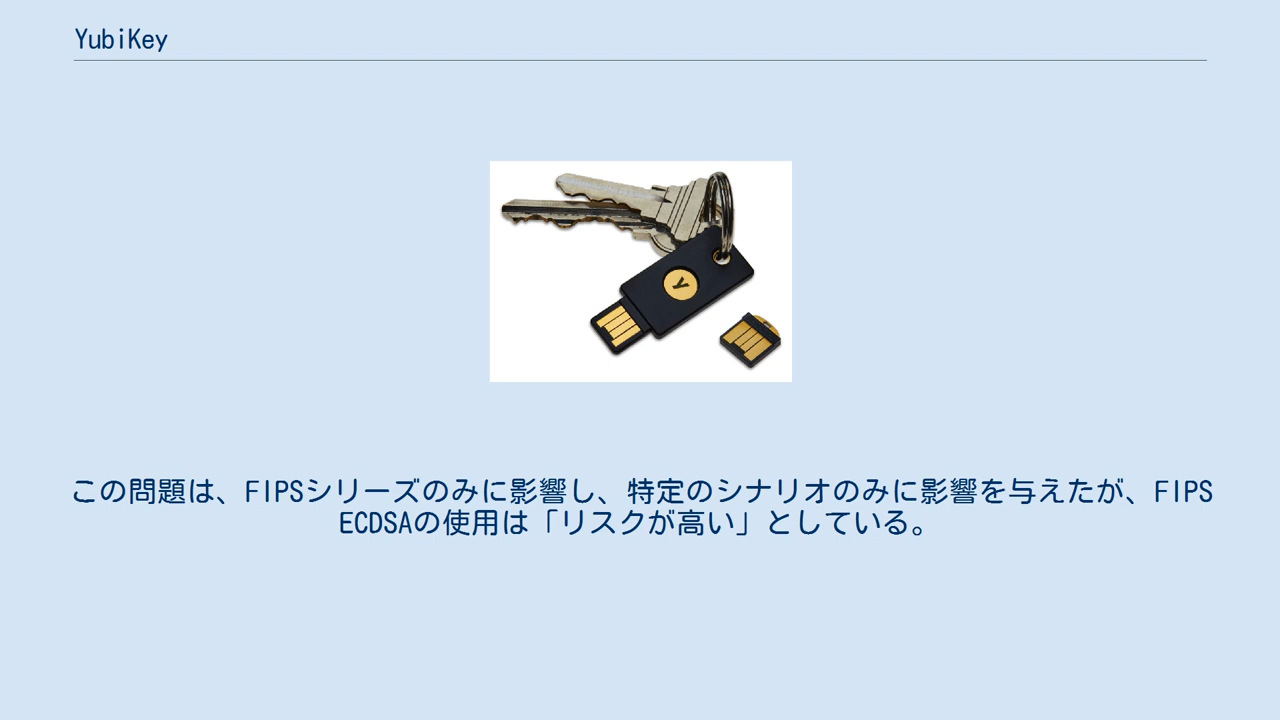 YubiKey
y
この問題は、FIPSシリーズのみに影響し、特定のシナリオのみに影響を与えたが、FIPS
ECDSAの使用は「リスクが高い」としている。